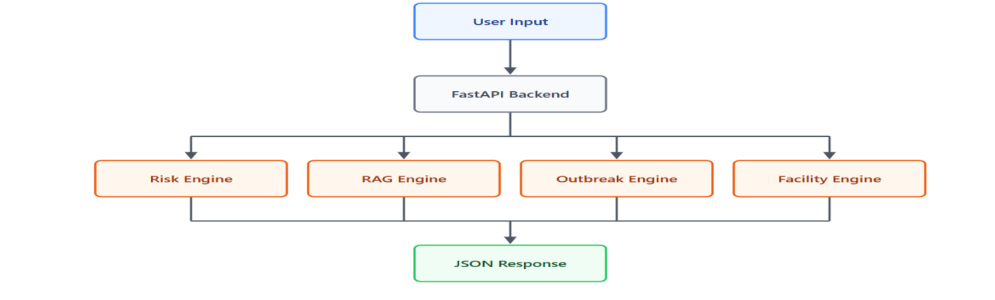 User Input
FastAPI Backend
Risk Engine
RAG Engine
Outbreak Engine
Facility Engine
JSON Response